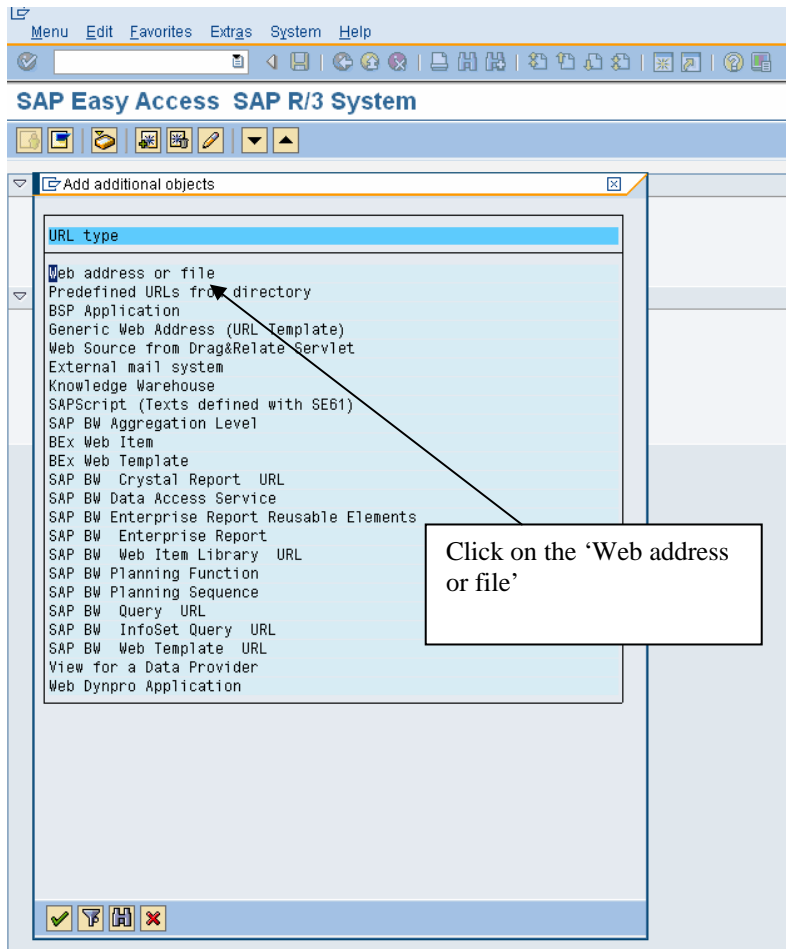 Menu Edit Favorites Extras System Help
SAP Easy Access SAP R/3 System
Add additional objects
URL type
Web address or file
Predefined URLs from directory
BSP Application
Generic Web Address (URL Template)
Web Source from Drag&Relate Servlet
External mail system
Knowledge Warehouse
SAPScript (Texts defined with SE61)
SAP BW Aggregation Level
BEx Web Item
BEx Web Template
SAP BW  Crystal Report  URL
SAP BW Data Access Service
SAP BW Enterprise Report Reusable Elements
SAP BW  Enterprise Report
SAP BW  Web Item Library  URL
SAP BW Planning Function
SAP BW Planning Sequence
SAP BW  Query  URL
SAP BW  InfoSet Query  URL
SAP BW  Web Template  URL
View for a Data Provider
Web Dynpro Application
Click on the ‘Web address
or file’